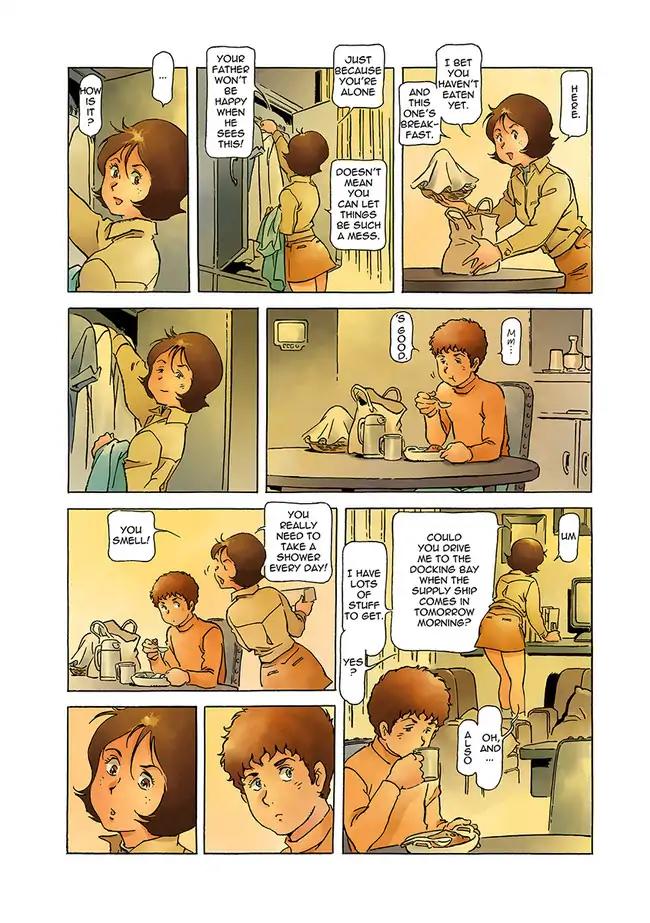 HERE.
I BET
YOU
HAVEN'T
EATEN
YET.
AND
THIS
ONE'S
BREAK-
FAST.
JUST
BECAUSE
YOU'RE
ALONE
DOESN'T
MEAN
YOU
CAN LET
THINGS
BE SUCH
A MESS.
YOUR
FATHER
WON'T
BE
HAPPY
WHEN
HE
SEES
THIS!
...
HOW
IS
IT?
MM...
'S
GOOD.
YOU
REALLY
NEED TO
TAKE A
SHOWER
EVERY DAY!
YOU
SMELL!
UM
COULD
YOU DRIVE
ME TO THE
DOCKING BAY
WHEN THE
SUPPLY SHIP
COMES IN
TOMORROW
MORNING?
I HAVE
LOTS
OF
STUFF
TO GET.
YES?
OH,
AND
...
ALSO